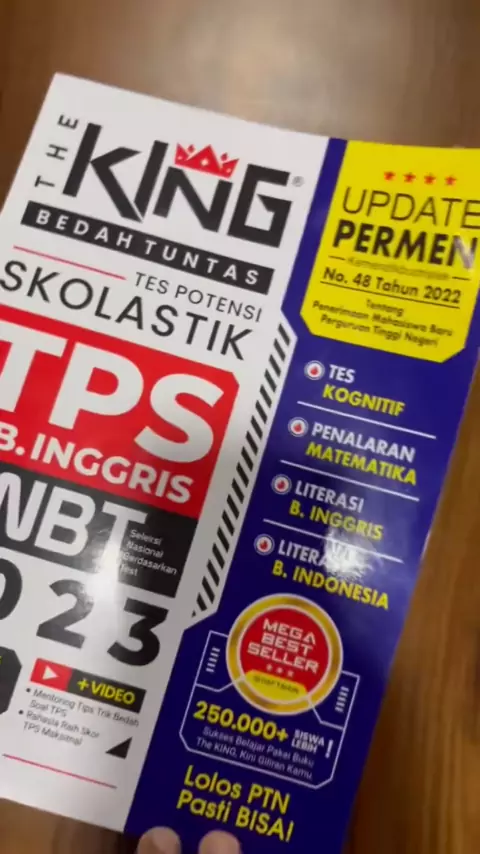 THE
KING®
BEDAH TUNTAS
TES POTENSI
SKOLASTIK
TPS
B. INGGRIS
NBT
Seleksi
Nasional
Berdasarkan
Test
023
+VIDEO
• Mentoring Tips Trik Bedah
Soal TPS
• Rahasia Raih Skor
TPS Maksimal
UPDATE
PERMEN
No. 48 Tahun 2022
Tentang
Penerimaan Mahasiswa Baru
Perguruan Tinggi Negeri
TES
KOGNITIF
PENALARAN
MATEMATIKA
LITERASI
B. INGGRIS
B. INDONESIA
MEGA
BEST
SELLER
250.000+ SISWA
LEBIH !
Sukses Belajar Pakai Buku
The KING, Kini Giliran Kamu
Lolos PTN
Pasti BISA!